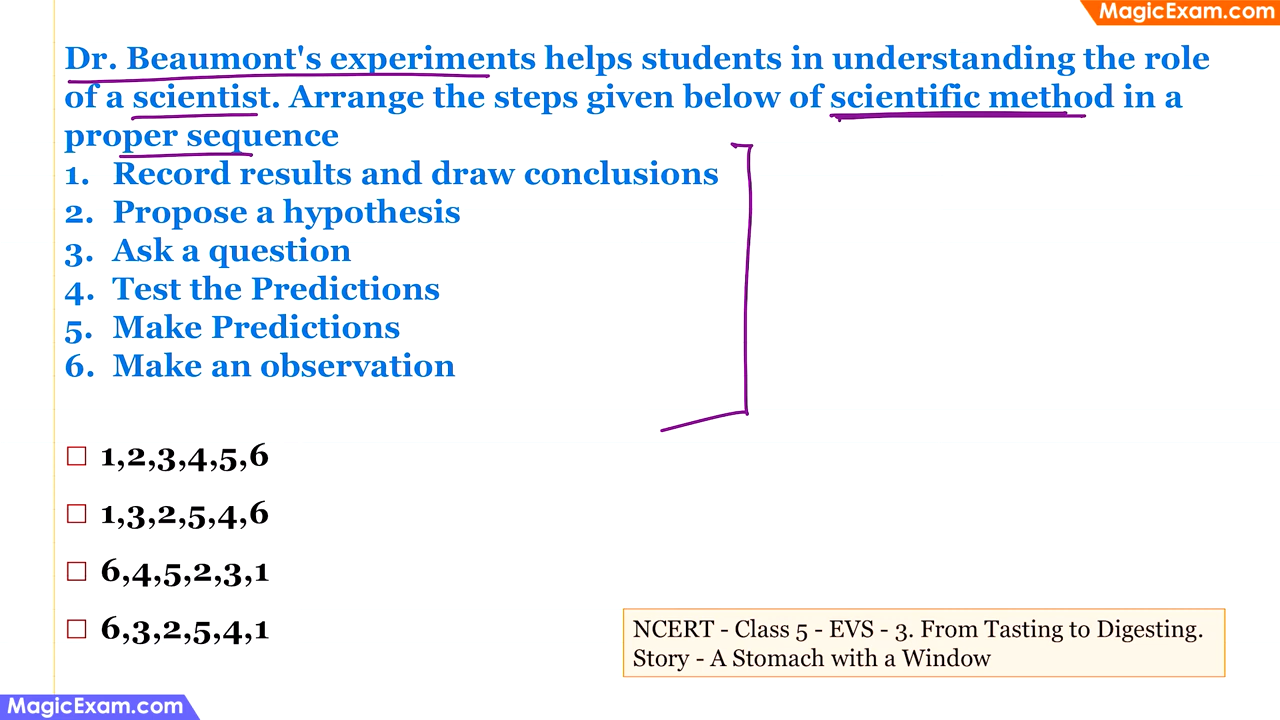 MagicExam.com
Dr. Beaumont's experiments helps students in understanding the role
of a scientist. Arrange the steps given below of scientific method in a
proper sequence
1. Record results and draw conclusions
2. Propose a hypothesis
3. Ask a question
4. Test the Predictions
5. Make Predictions
6. Make an observation
1,2,3,4,5,6
1,3,2,5,4,6
6,4,5,2,3,1
6,3,2,5,4,1
NCERT - Class 5 - EVS - 3. From Tasting to Digesting.
Story - A Stomach with a Window
MagicExam.com